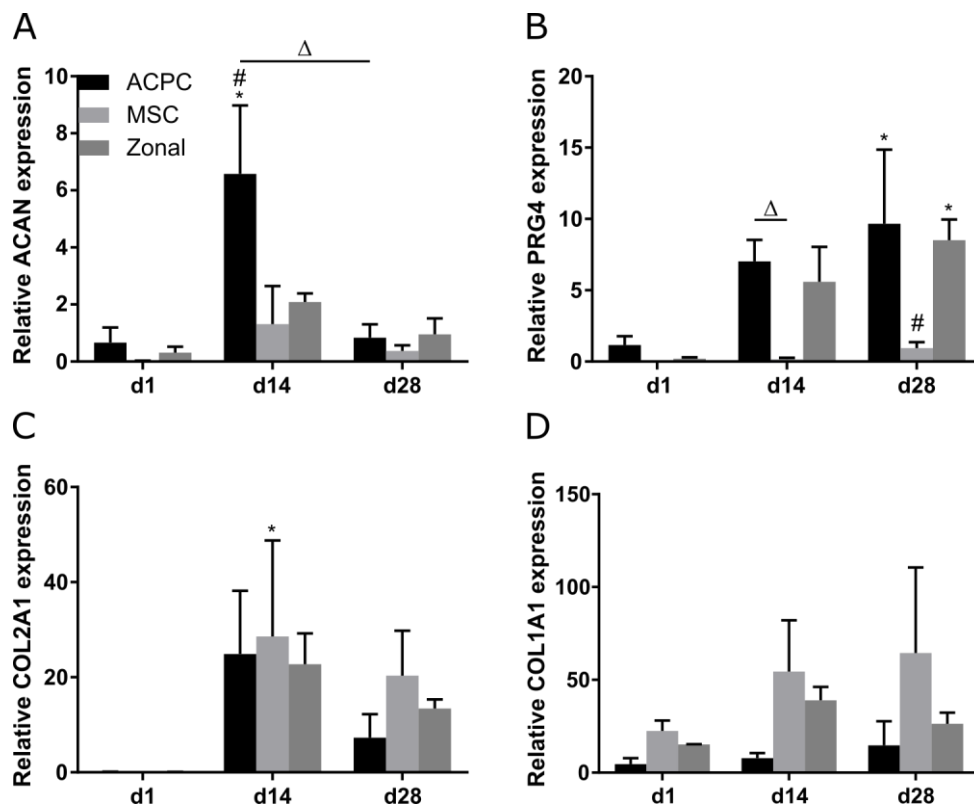 A
Relative ACAN expression
10
8
6
4
2
0
ACPC
MSC
Zonal
#
*
Δ
d1 d14 d28
B
Relative PRG4 expression
20
15
10
5
0
Δ
*
#
*
d1 d14 d28
C
Relative COL2A1 expression
60
40
20
0
*
d1 d14 d28
D
Relative COL1A1 expression
150
100
50
0
d1 d14 d28